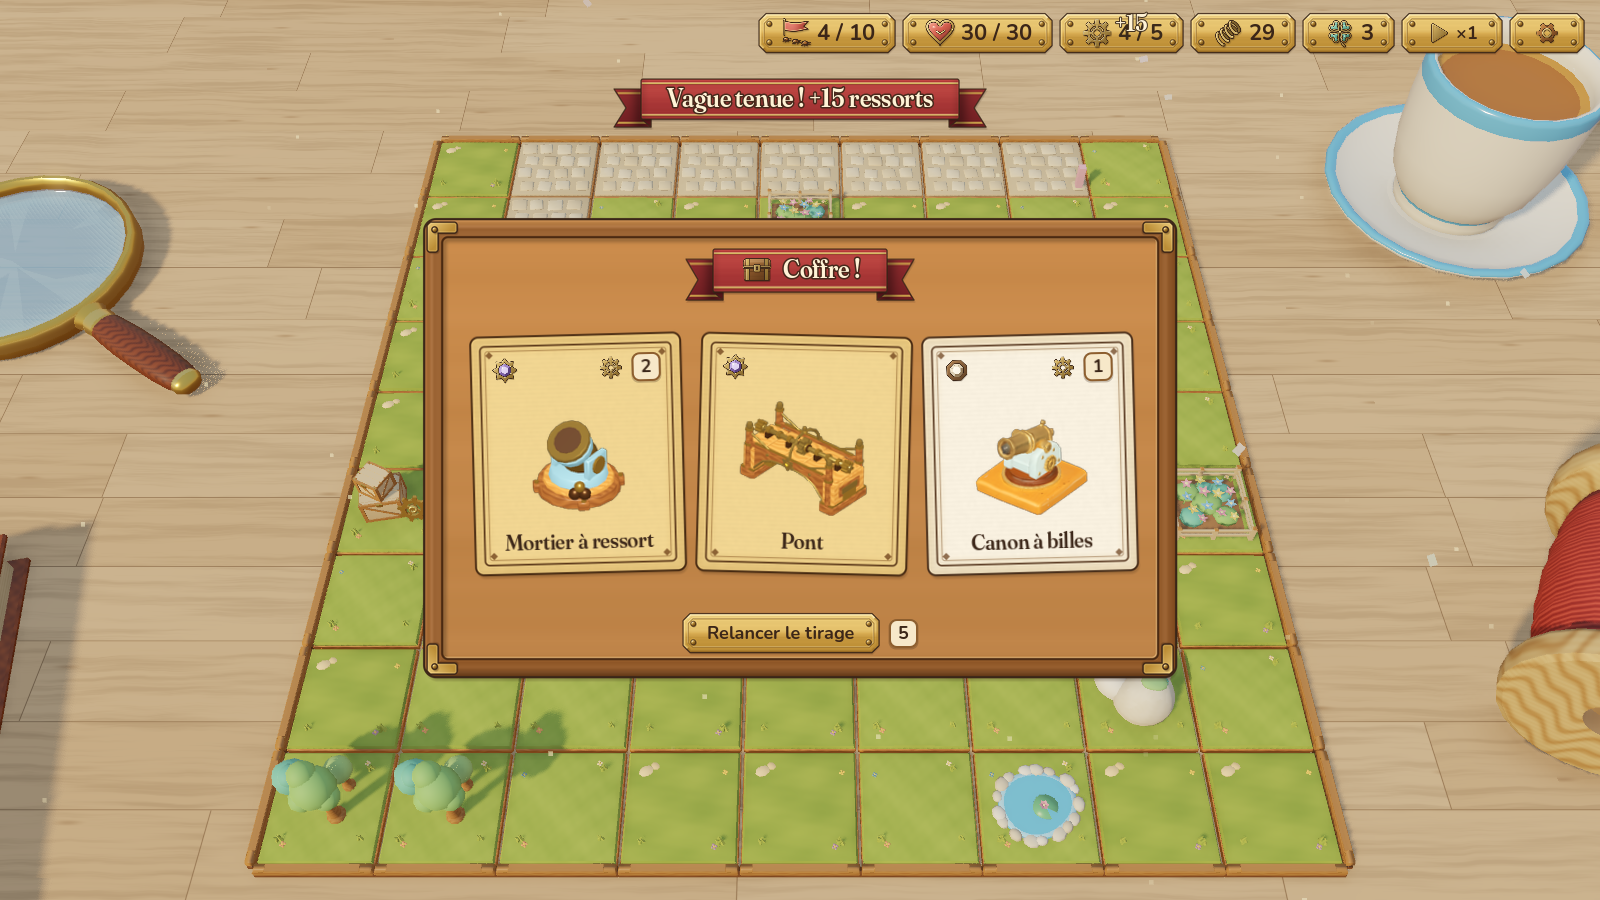 4 / 10
30 / 30
+15
4 / 5
29
3
×1
Vague tenue ! +15 ressorts
Coffre !
2
1
Mortier à ressort
Pont
Canon à billes
Relancer le tirage
5